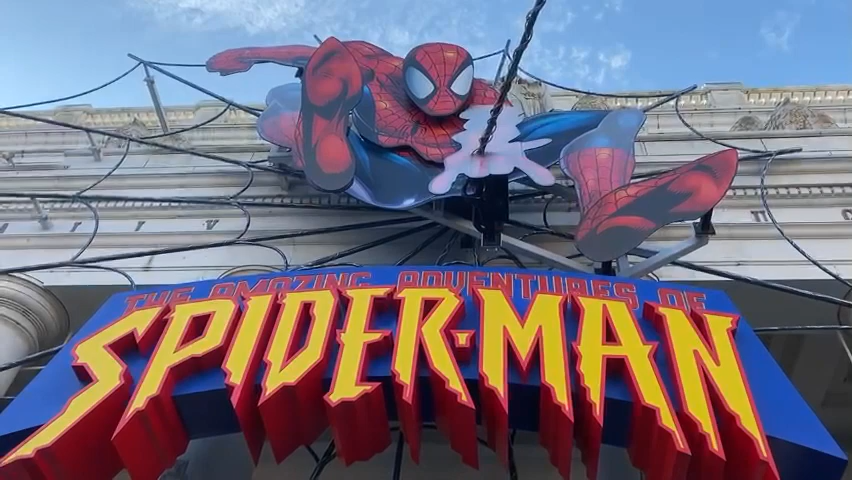 THE AMAZING ADVENTURES OF
SPIDER-MAN